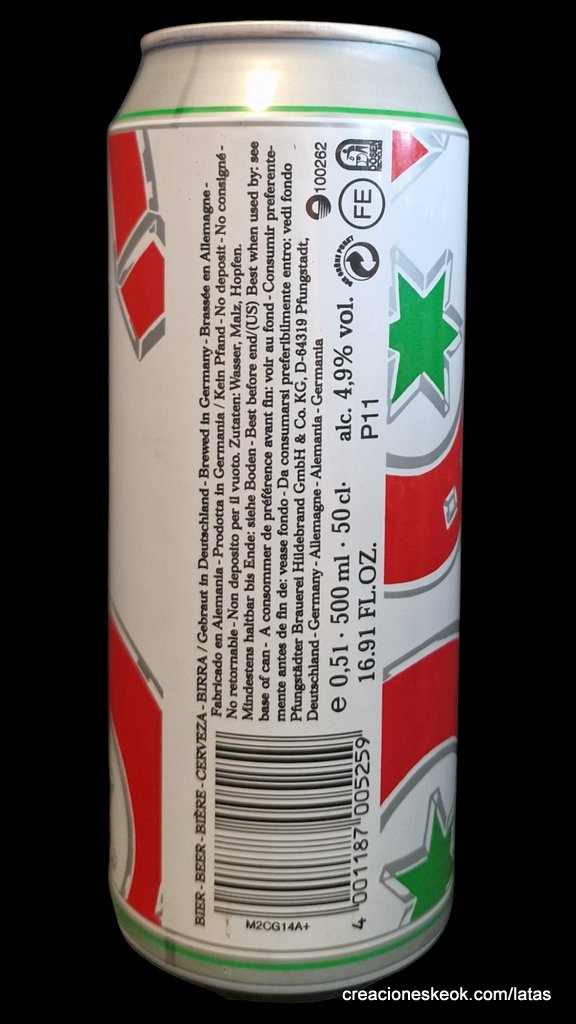 BIER - BEER - BIÈRE - CERVEZA - BIRRA / Gebraut in Deutschland - Brewed in Germany - Brassée en Allemagne -
Fabricado en Alemania - Prodotta in Germania / Kein Pfand - No deposit - No consigné -
No retornable - Non deposito per il vuoto. Zutaten: Wasser, Malz, Hopfen.
Mindestens haltbar bis Ende: siehe Boden - Best before end/(US) Best when used by: see
base of can - A consommer de préférence avant fin: voir au fond - Consumir preferente-
mente antes de fin de: vease fondo - Da consumarsi preferibilmente entro: vedi fondo
Pfungstädter Brauerei Hildebrand GmbH & Co. KG, D-64319 Pfungstadt,
Deutschland - Germany - Allemagne - Alemania - Germania
100262
e 0,5l · 500 ml · 50 cl·
alc. 4,9% vol.
16.91 FL.OZ.
P11
DER GRÜNE PUNKT
FE
DOSEN
RECYCLING
M2CG14A+
4 001187 005259
creacioneskeok.com/latas